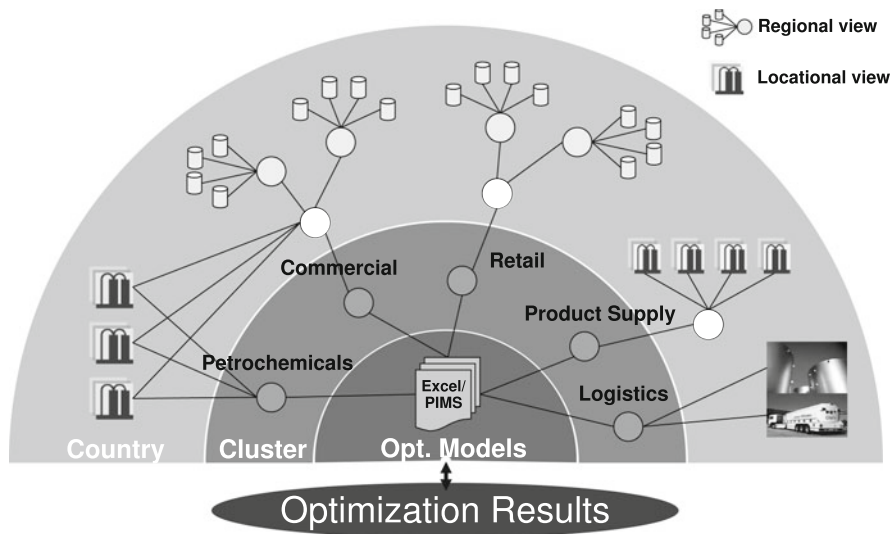 Regional view
Locational view
Commercial
Retail
Product Supply
Petrochemicals
Excel/
PIMS
Logistics
Country
Cluster
Opt. Models
Optimization Results